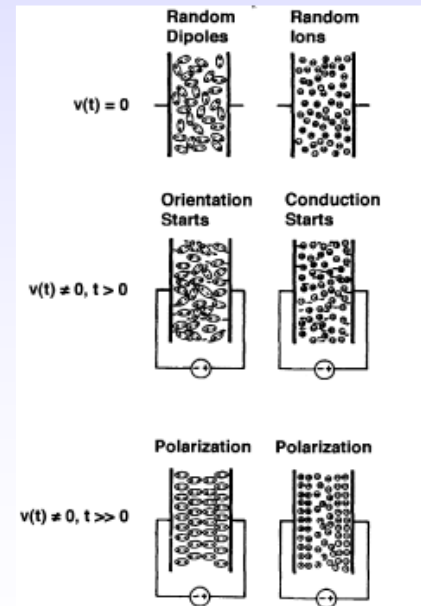 Random Dipoles
Random Ions
v(t) = 0
Orientation Starts
Conduction Starts
v(t) ≠ 0, t > 0
- +
- +
Polarization
Polarization
v(t) ≠ 0, t >> 0
- +
- +